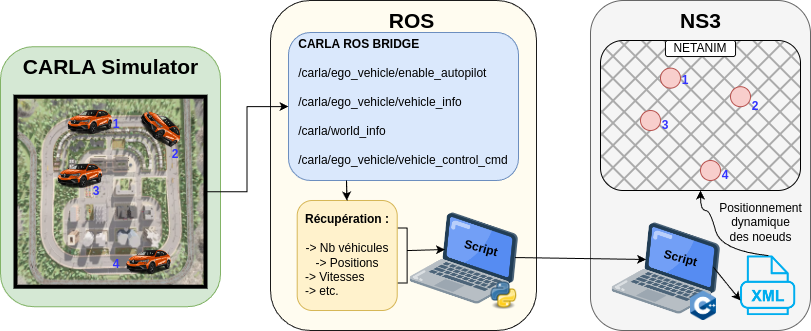 CARLA Simulator
1
2
3
4
ROS
CARLA ROS BRIDGE
/carla/ego_vehicle/enable_autopilot
/carla/ego_vehicle/vehicle_info
/carla/world_info
/carla/ego_vehicle/vehicle_control_cmd
Récupération :
-> Nb véhicules
-> Positions
-> Vitesses
-> etc.
Script
NS3
NETANIM
1
2
3
4
Positionnement
dynamique
des noeuds
Script
XML